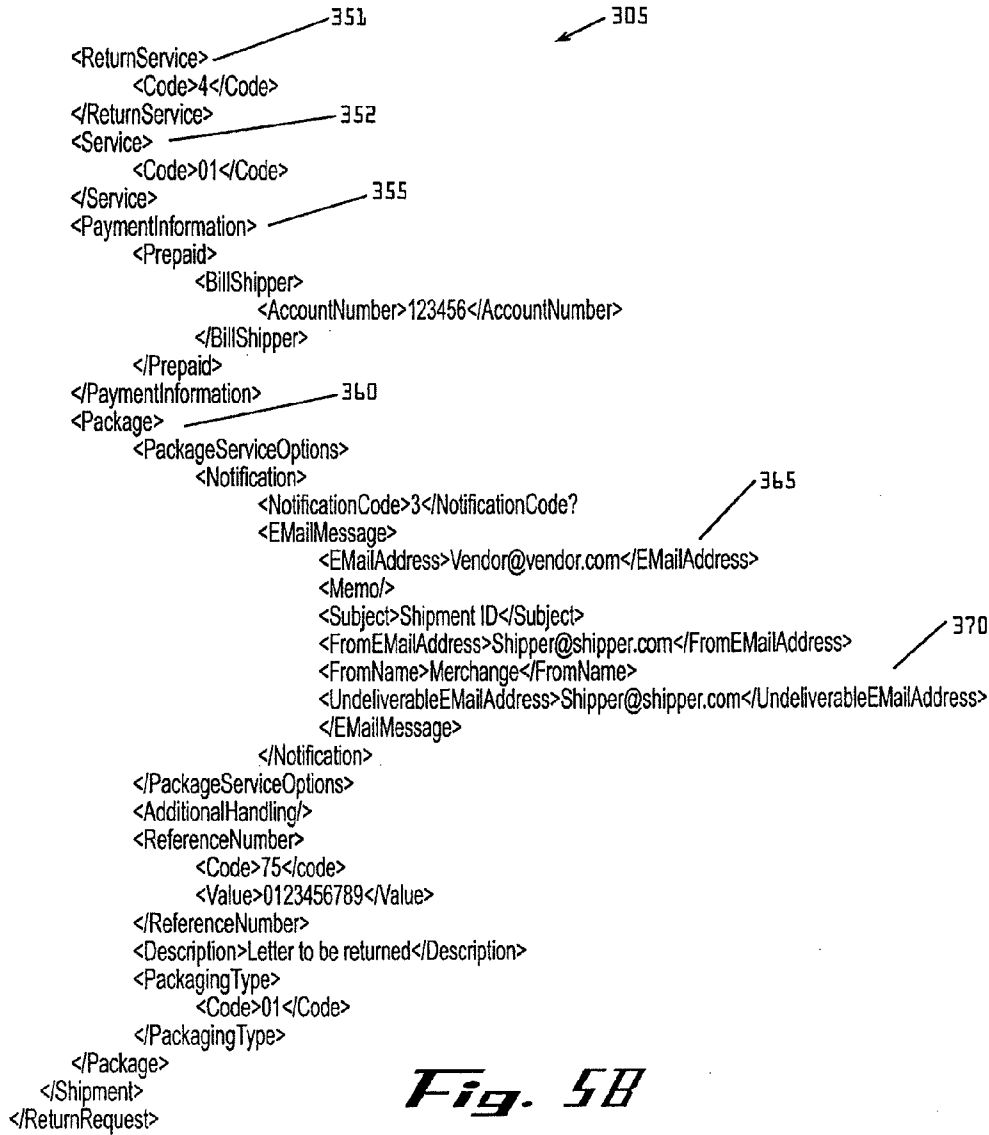 351
305
<ReturnService>
<Code>4</Code>
</ReturnService>
352
<Service>
<Code>01</Code>
</Service>
355
<PaymentInformation>
<Prepaid>
<BillShipper>
<AccountNumber>123456</AccountNumber>
</BillShipper>
</Prepaid>
</PaymentInformation>
360
<Package>
<PackageServiceOptions>
<Notification>
365
<NotificationCode>3</NotificationCode?
<EMailMessage>
<EMailAddress>Vendor@vendor.com</EMailAddress>
<Memo/>
<Subject>Shipment ID</Subject>
370
<FromEMailAddress>Shipper@shipper.com</FromEMailAddress>
<FromName>Merchange</FromName>
<UndeliverableEMailAddress>Shipper@shipper.com</UndeliverableEMailAddress>
</EMailMessage>
</Notification>
</PackageServiceOptions>
<AdditionalHandling/>
<ReferenceNumber>
<Code>75</code>
<Value>0123456789</Value>
</ReferenceNumber>
<Description>Letter to be returned</Description>
<PackagingType>
<Code>01</Code>
</PackagingType>
</Package>
</Shipment>
</ReturnRequest>
Fig. 5B